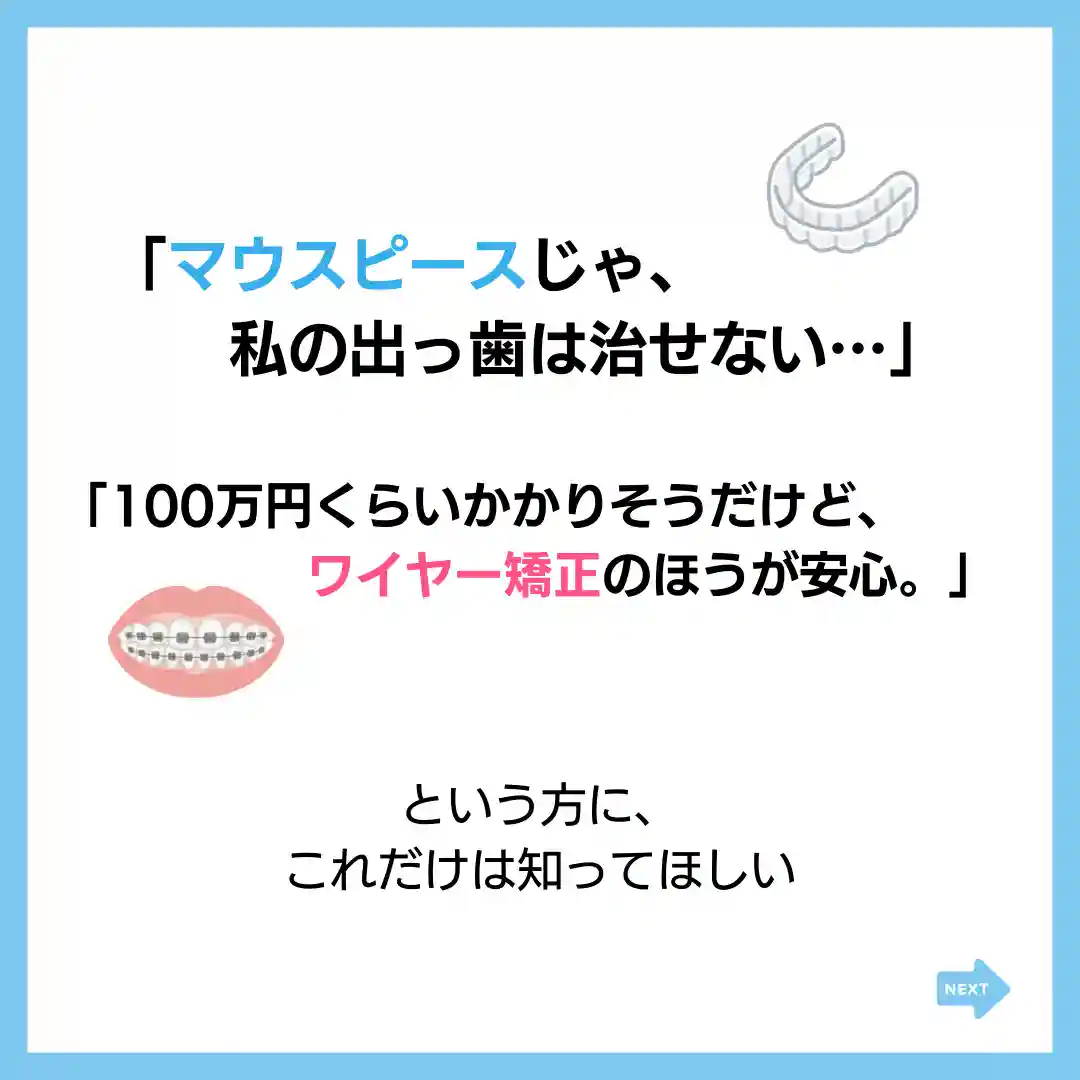 「マウスピースじゃ、
私の出っ歯は治せない…」
「100万円くらいかかりそうだけど、
ワイヤー矯正のほうが安心。」
という方に、
これだけは知ってほしい
NEXT